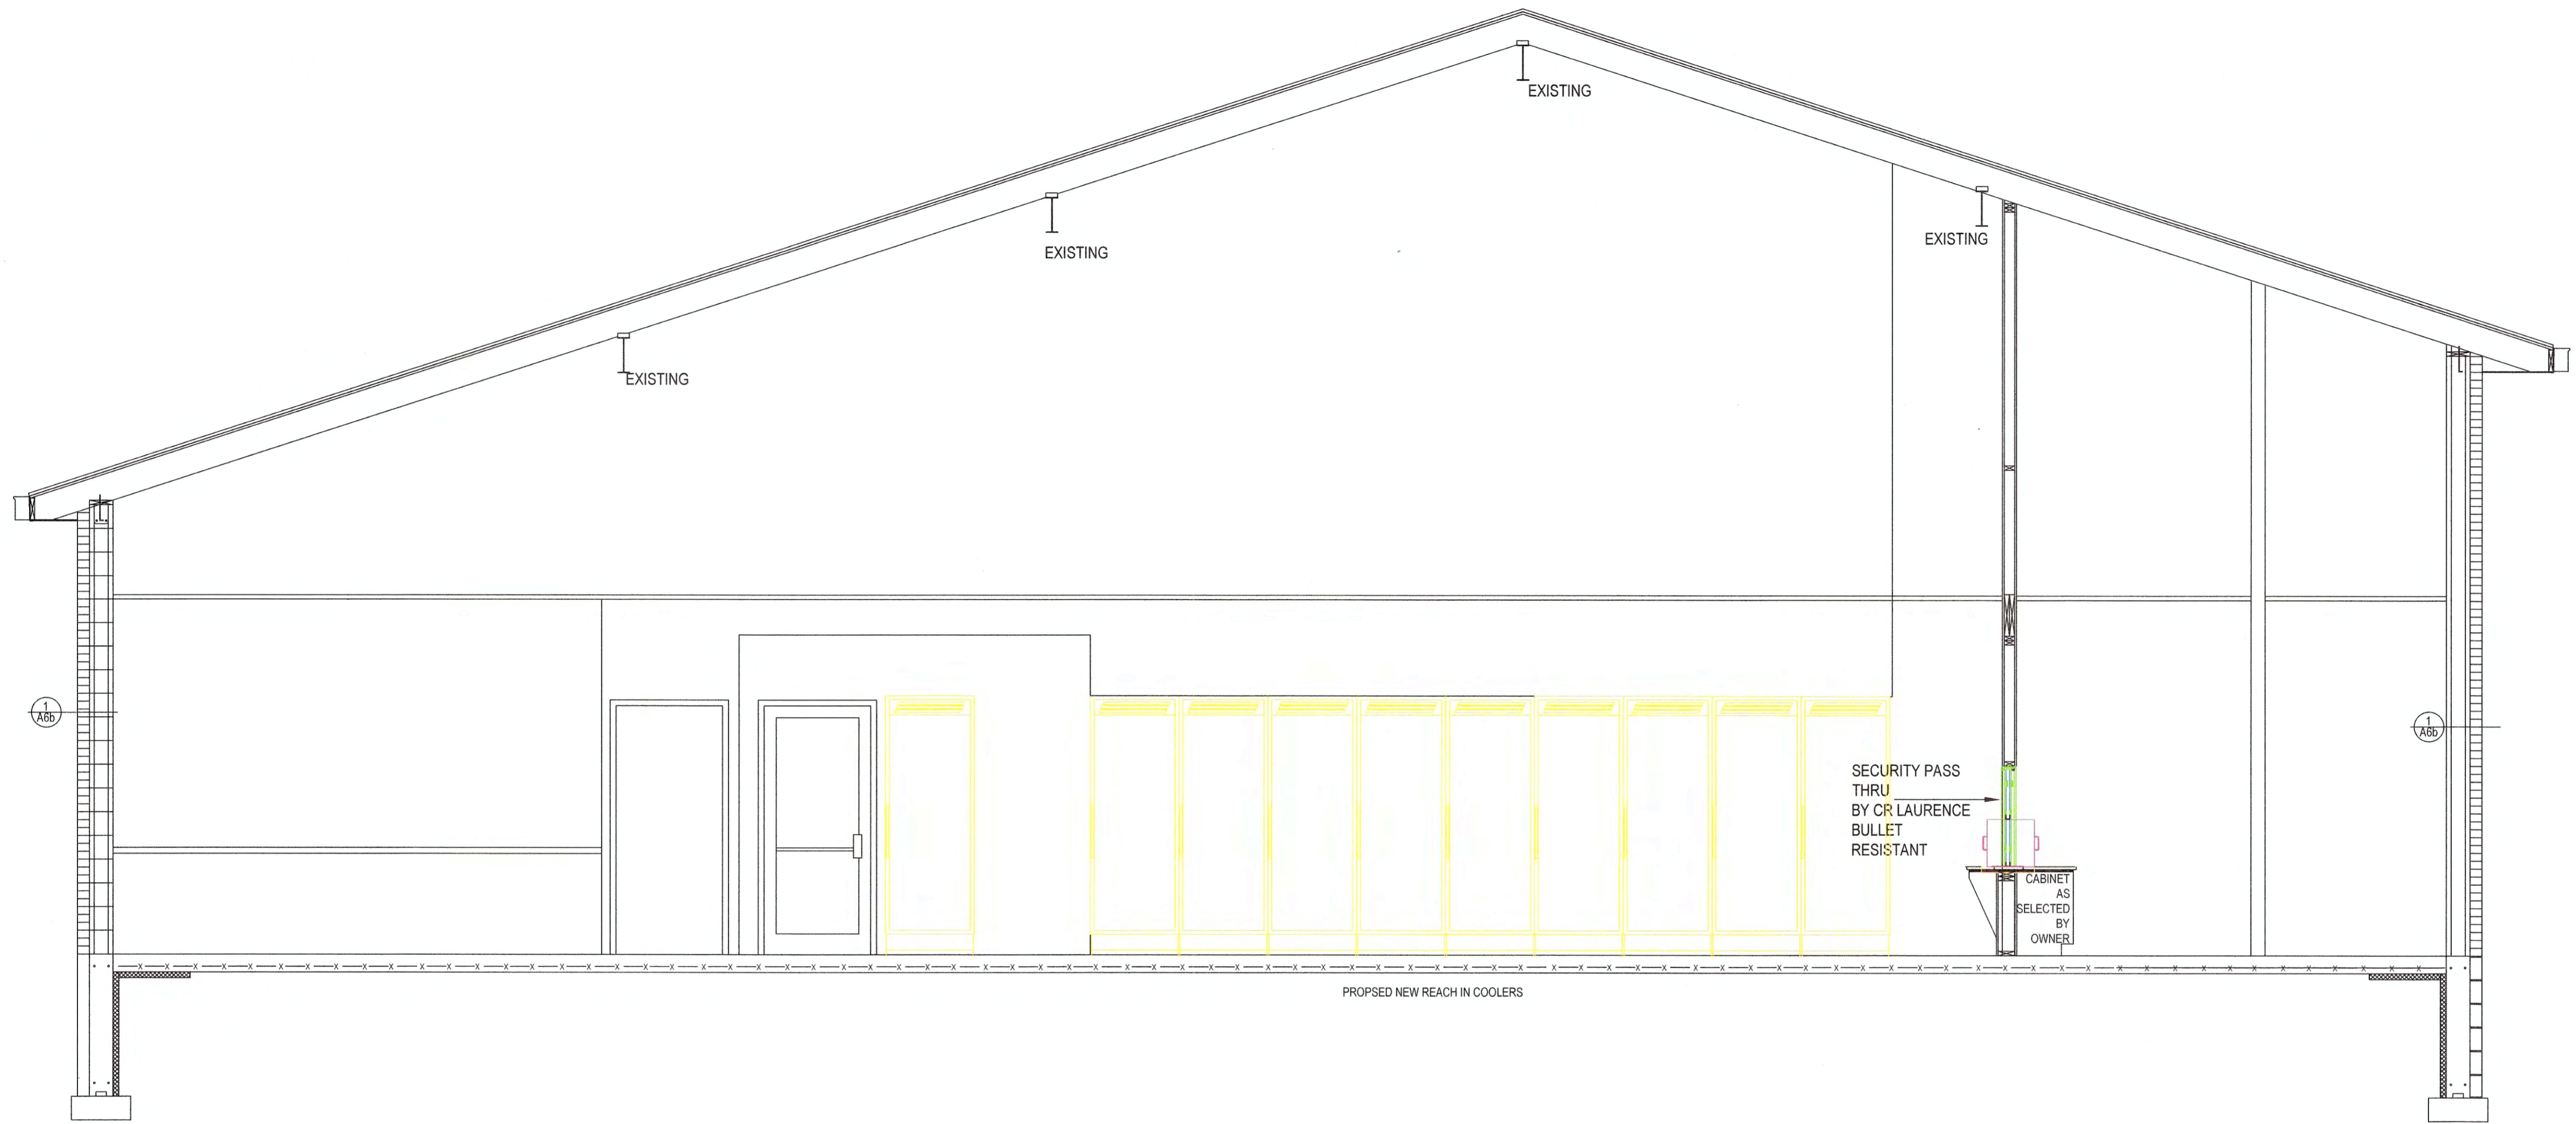 EXISTING
EXISTING
EXISTING
EXISTING
1
A6b
1
A6b
SECURITY PASS
THRU
BY CR LAURENCE
BULLET
RESISTANT
CABINET
AS
SELECTED
BY
OWNER
PROPSED NEW REACH IN COOLERS